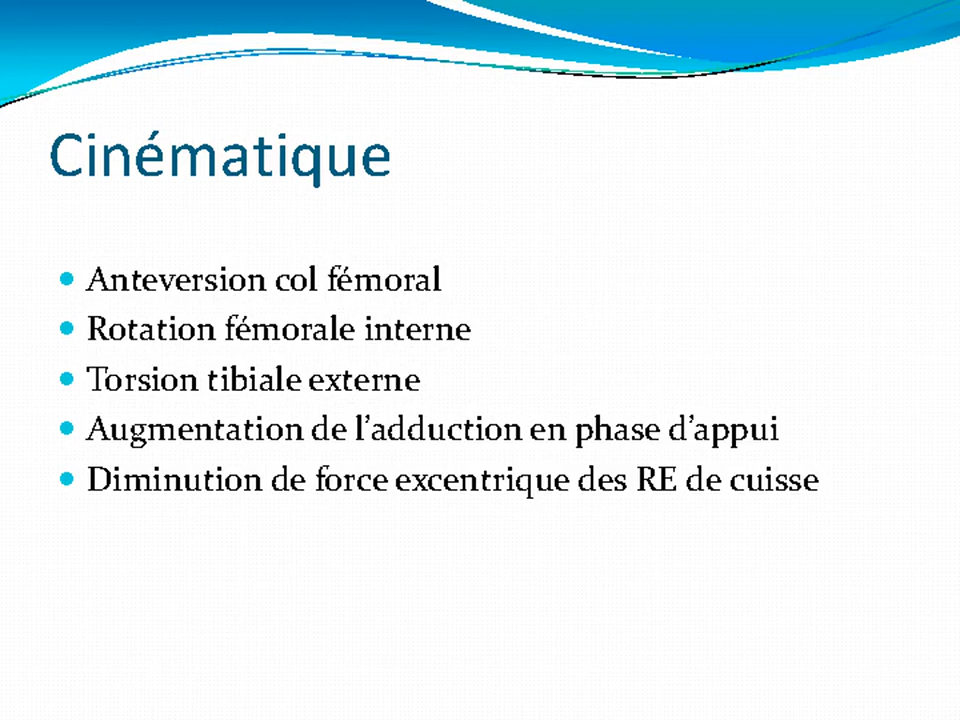 Cinématique
Anteversion col fémoral
Rotation fémorale interne
Torsion tibiale externe
Augmentation de l’adduction en phase d’appui
Diminution de force excentrique des RE de cuisse